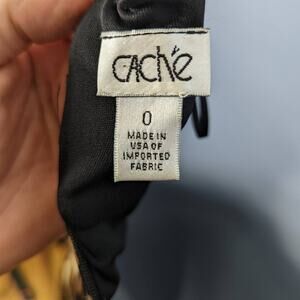 CACHÉ
0
MADE IN
USA OF
IMPORTED
FABRIC